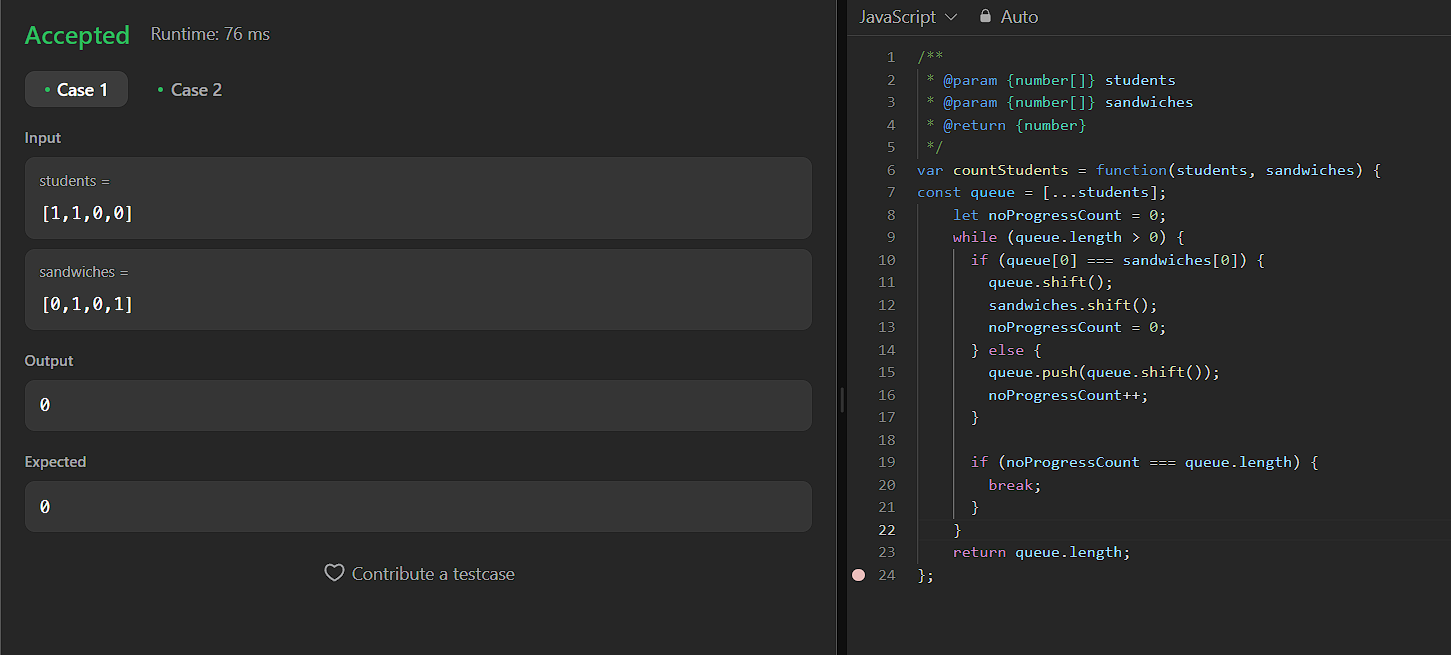 Accepted Runtime: 76 ms
• Case 1 • Case 2
Input
students =
[1,1,0,0]
sandwiches =
[0,1,0,1]
Output
0
Expected
0
Contribute a testcase
JavaScript Auto
1 /**
2  * @param {number[]} students
3  * @param {number[]} sandwiches
4  * @return {number}
5  */
6 var countStudents = function(students, sandwiches) {
7 const queue = [...students];
8     let noProgressCount = 0;
9     while (queue.length > 0) {
10       if (queue[0] === sandwiches[0]) {
11         queue.shift();
12         sandwiches.shift();
13         noProgressCount = 0;
14       } else {
15         queue.push(queue.shift());
16         noProgressCount++;
17       }
18
19       if (noProgressCount === queue.length) {
20         break;
21       }
22     }
23     return queue.length;
24 };